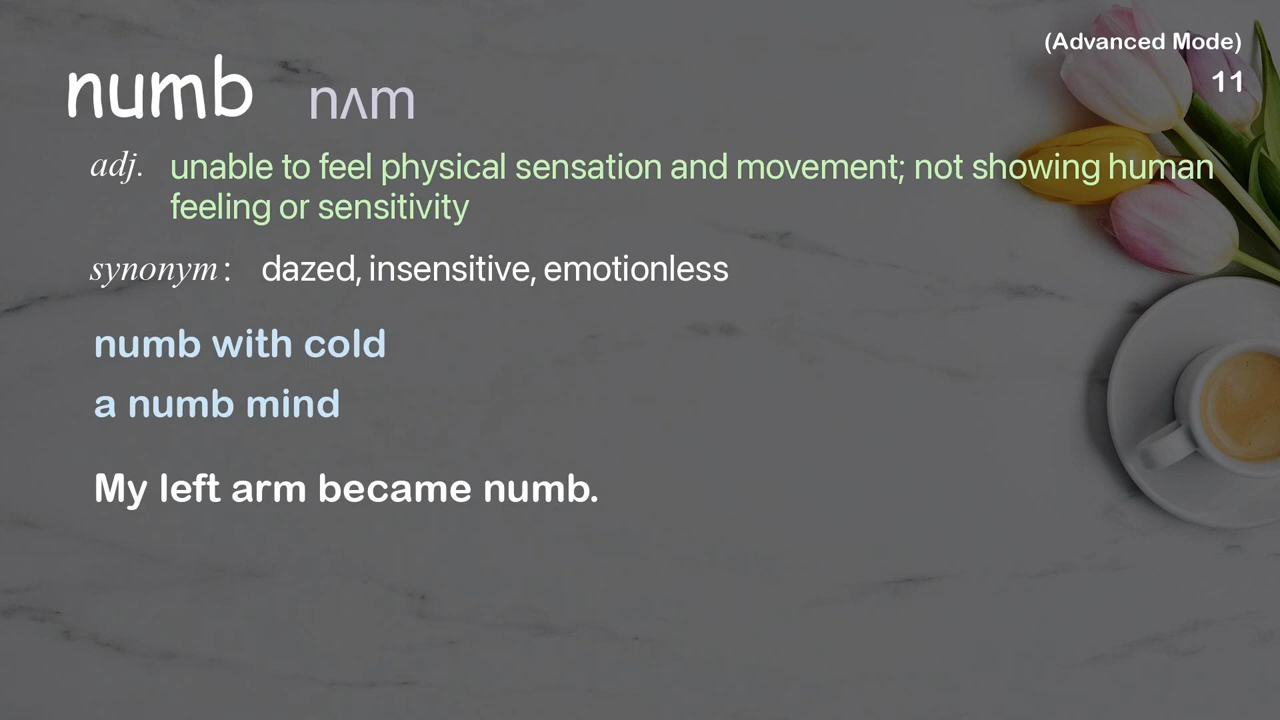 (Advanced Mode)
11
numb nʌm
adj. unable to feel physical sensation and movement; not showing human
feeling or sensitivity
synonym: dazed, insensitive, emotionless
numb with cold
a numb mind
My left arm became numb.